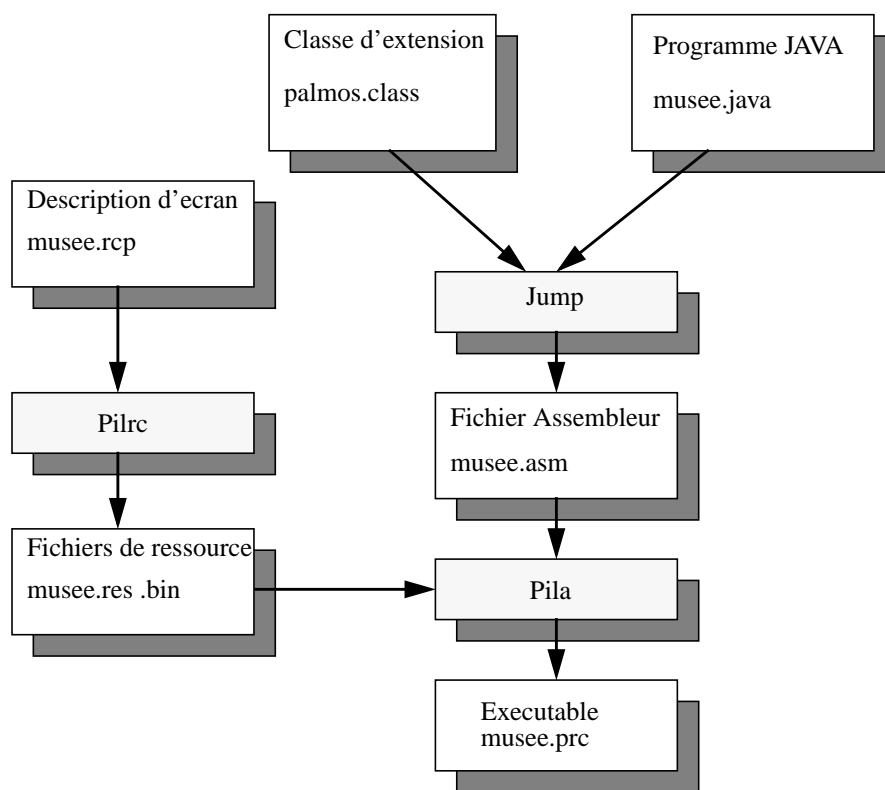 Classe d'extension
palmos.class
Programme JAVA
musee.java
Description d'ecran
musee.rcp
Jump
Pilrc
Fichier Assembleur
musee.asm
Fichiers de ressource
musee.res .bin
Pila
Executable
musee.prc